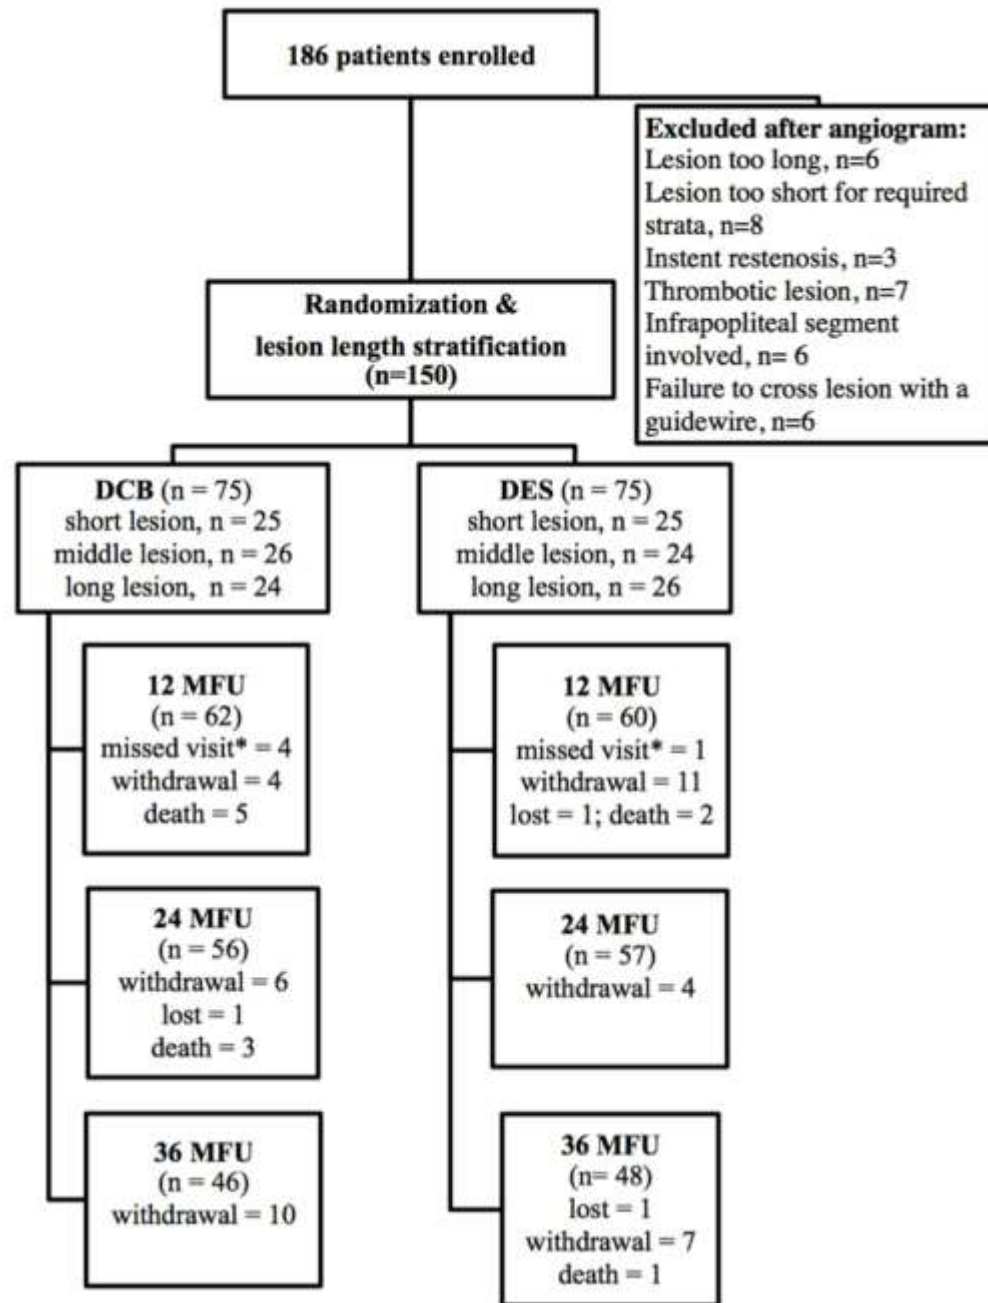 186 patients enrolled
Excluded after angiogram:
Lesion too long, n=6
Lesion too short for required
strata, n=8
Instent restenosis, n=3
Thrombotic lesion, n=7
Infrapopliteal segment
involved, n= 6
Failure to cross lesion with a
guidewire, n=6
Randomization &
lesion length stratification
(n=150)
DCB (n = 75)
short lesion, n = 25
middle lesion, n = 26
long lesion,  n = 24
DES (n = 75)
short lesion, n = 25
middle lesion, n = 24
long lesion, n = 26
12 MFU
(n = 62)
missed visit* = 4
withdrawal = 4
death = 5
12 MFU
(n = 60)
missed visit* = 1
withdrawal = 11
lost = 1; death = 2
24 MFU
(n = 56)
withdrawal = 6
lost = 1
death = 3
24 MFU
(n = 57)
withdrawal = 4
36 MFU
(n = 46)
withdrawal = 10
36 MFU
(n= 48)
lost = 1
withdrawal = 7
death = 1